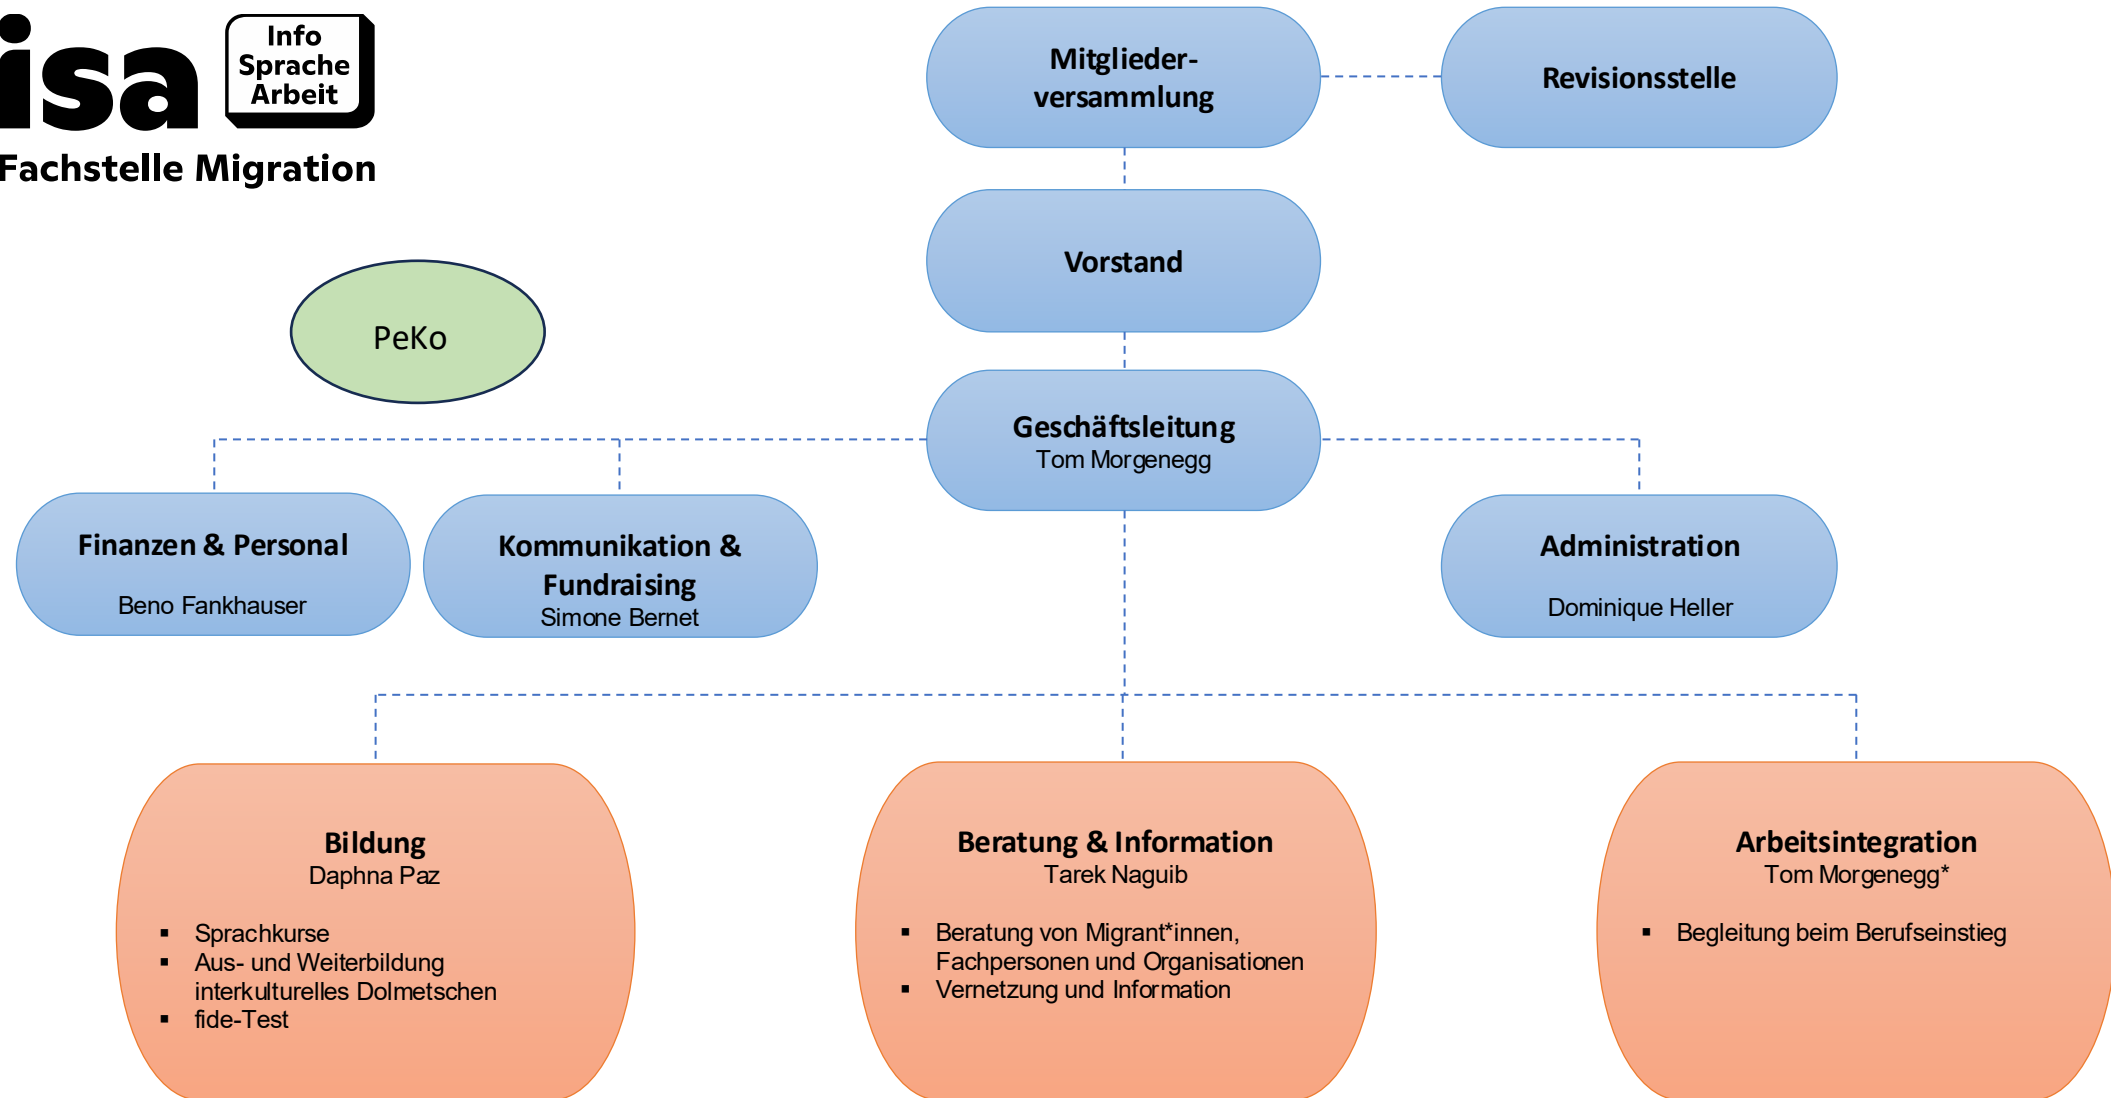 isa
Info
Sprache
Arbeit
Fachstelle Migration
Mitglieder-
versammlung
Revisionsstelle
Vorstand
PeKo
Geschäftsleitung
Tom Morgenegg
Finanzen & Personal
Beno Fankhauser
Kommunikation &
Fundraising
Simone Bernet
Administration
Dominique Heller
Bildung
Daphna Paz
▪ Sprachkurse
▪ Aus- und Weiterbildung
interkulturelles Dolmetschen
▪ fide-Test
Beratung & Information
Tarek Naguib
▪ Beratung von Migrant*innen,
Fachpersonen und Organisationen
▪ Vernetzung und Information
Arbeitsintegration
Tom Morgenegg*
▪ Begleitung beim Berufseinstieg